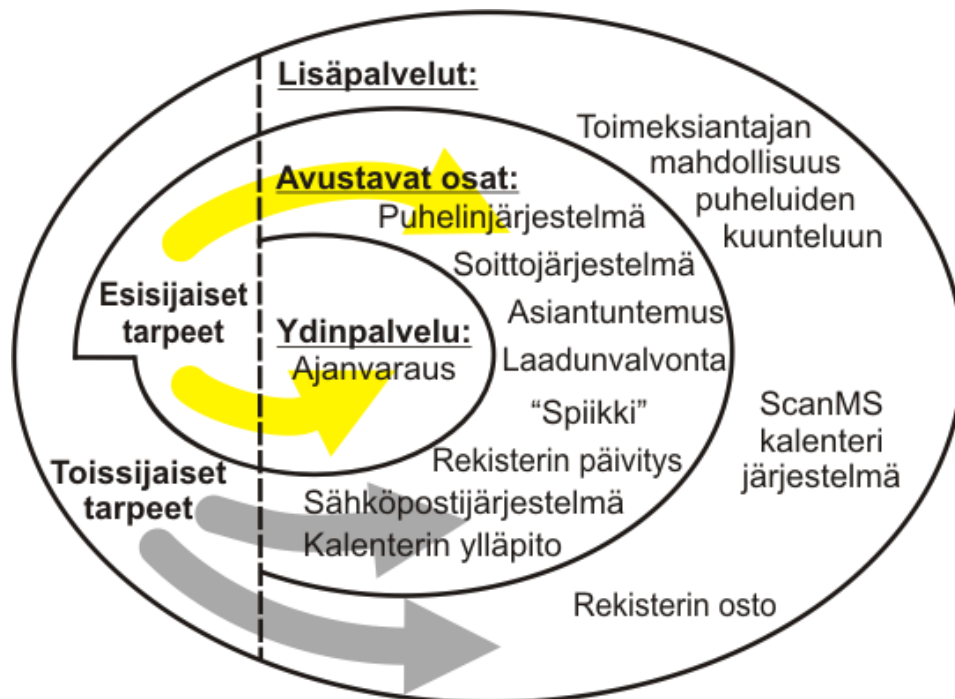 Lisäpalvelut:
Toimeksiantajan
mahdollisuus
puheluiden
kuunteluun
Avustavat osat:
Puhelinjärjestelmä
Soittojärjestelmä
Asiantuntemus
Laadunvalvonta
“Spiikki”
Rekisterin päivitys
Sähköpostijärjestelmä
Kalenterin ylläpito
Esisijaiset
tarpeet
Ydinpalvelu:
Ajanvaraus
ScanMS
kalenteri
järjestelmä
Toissijaiset
tarpeet
Rekisterin osto